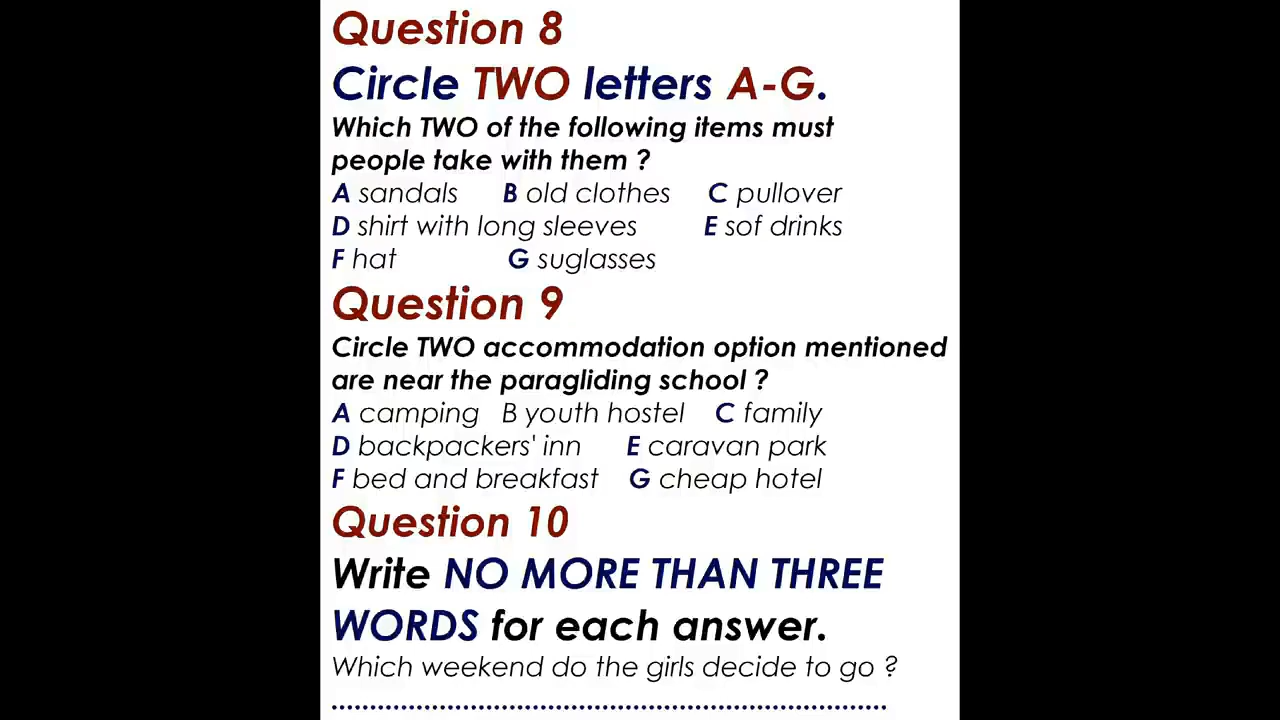 Question 8
Circle TWO letters A-G.
Which TWO of the following items must
people take with them ?
A sandals B old clothes C pullover
D shirt with long sleeves E sof drinks
F hat G suglasses
Question 9
Circle TWO accommodation option mentioned
are near the paragliding school ?
A camping B youth hostel C family
D backpackers' inn E caravan park
F bed and breakfast G cheap hotel
Question 10
Write NO MORE THAN THREE
WORDS for each answer.
Which weekend do the girls decide to go ?
......................................................................